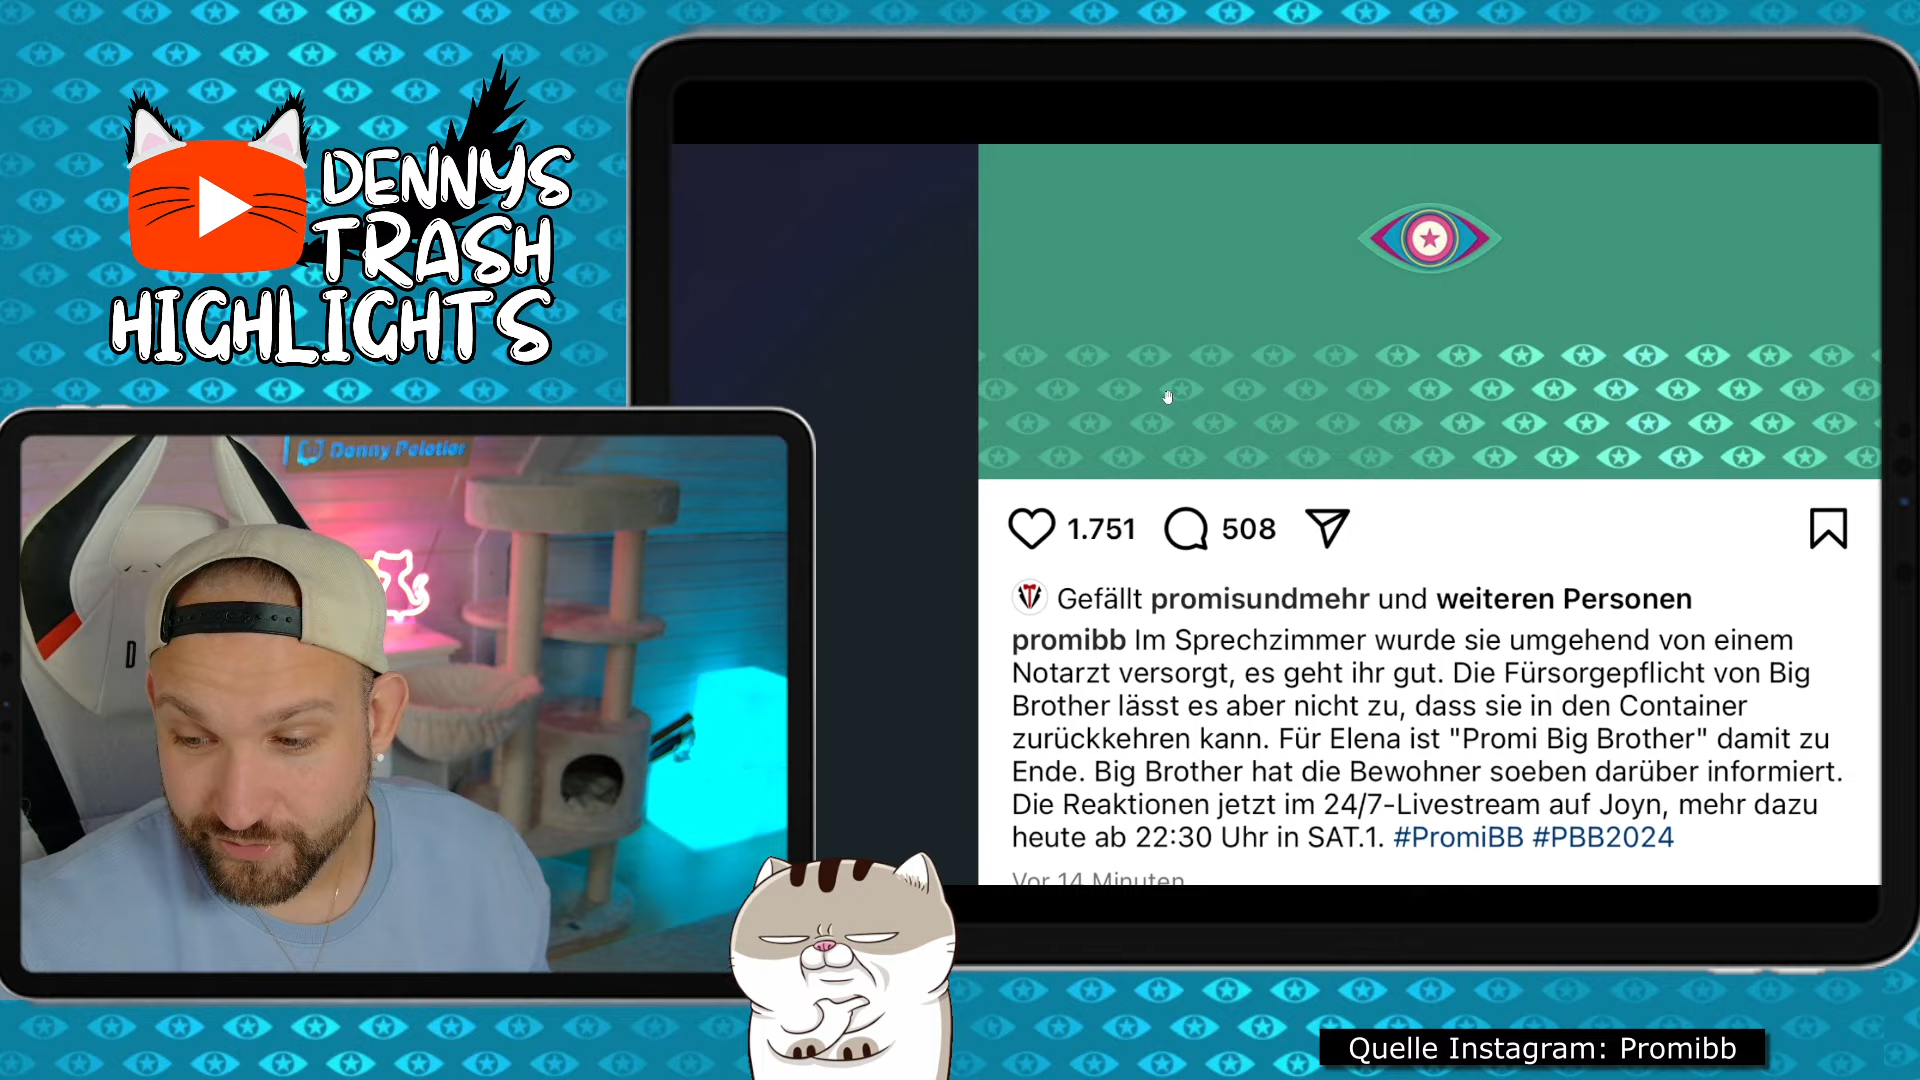 DENNYS
TRASH
HIGHLIGHTS
Denny Peletier
1.751
508
Gefällt promisundmehr und weiteren Personen
promibb Im Sprechzimmer wurde sie umgehend von einem
Notarzt versorgt, es geht ihr gut. Die Fürsorgepflicht von Big
Brother lässt es aber nicht zu, dass sie in den Container
zurückkehren kann. Für Elena ist "Promi Big Brother" damit zu
Ende. Big Brother hat die Bewohner soeben darüber informiert.
Die Reaktionen jetzt im 24/7-Livestream auf Joyn, mehr dazu
heute ab 22:30 Uhr in SAT.1. #PromiBB #PBB2024
Vor 14 Minuten
Quelle Instagram: Promibb